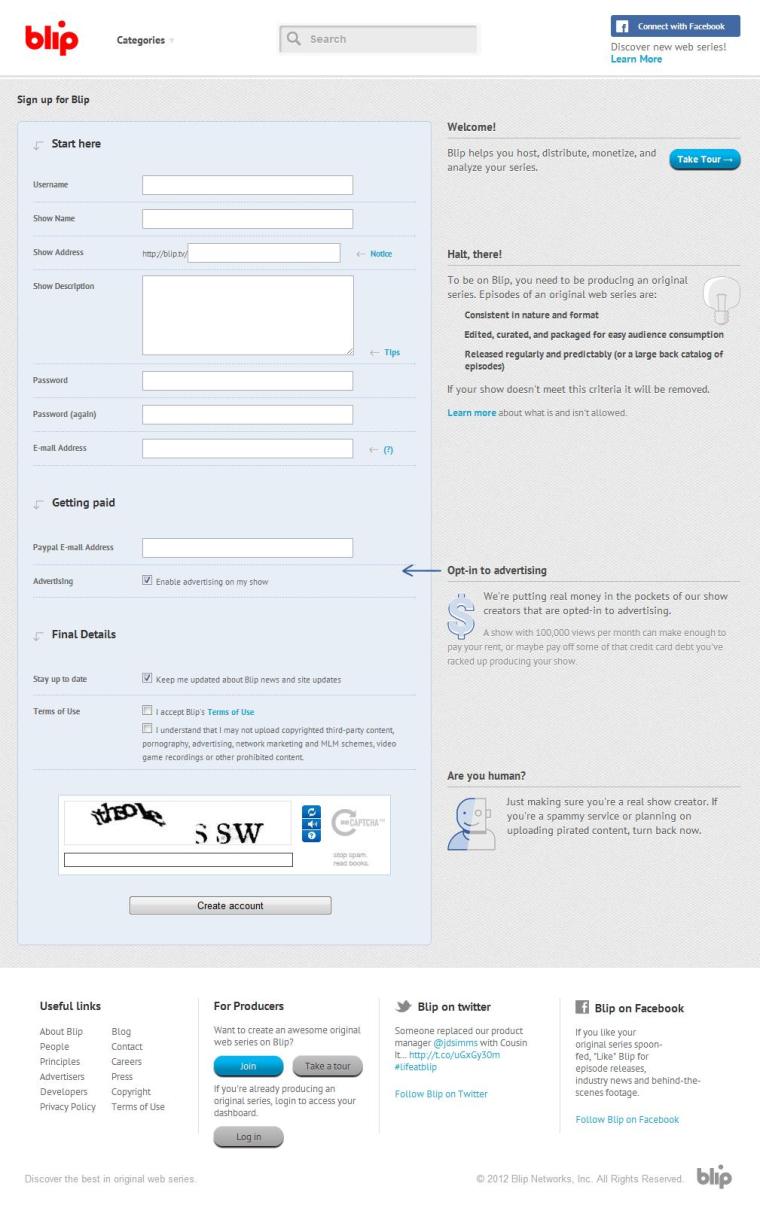 blip
Categories
Search
Connect with Facebook
Discover new web series!
Learn More
Sign up for Blip
Start here
Username
Show Name
Show Address
http://blip.tv/
← Notice
Show Description
← Tips
Password
Password (again)
E-mail Address
← (?)
Getting paid
Paypal E-mail Address
Advertising
Enable advertising on my show
Final Details
Stay up to date
Keep me updated about Blip news and site updates
Terms of Use
I accept Blip's Terms of Use
I understand that I may not upload copyrighted third-party content,
pornography, advertising, network marketing and MLM schemes, video
game recordings or other prohibited content.
ssw
reCAPTCHA™
stop spam.
read books.
Create account
Welcome!
Blip helps you host, distribute, monetize, and
analyze your series.
Take Tour →
Halt, there!
To be on Blip, you need to be producing an original
series. Episodes of an original web series are:
Consistent in nature and format
Edited, curated, and packaged for easy audience consumption
Released regularly and predictably (or a large back catalog of
episodes)
If your show doesn't meet this criteria it will be removed.
Learn more about what is and isn't allowed.
Opt-in to advertising
$
We're putting real money in the pockets of our show
creators that are opted-in to advertising.
A show with 100,000 views per month can make enough to
pay your rent, or maybe pay off some of that credit card debt you've
racked up producing your show.
Are you human?
Just making sure you're a real show creator. If
you're a spammy service or planning on
uploading pirated content, turn back now.
Useful links
About Blip
People
Principles
Advertisers
Developers
Privacy Policy
Blog
Contact
Careers
Press
Copyright
Terms of Use
For Producers
Want to create an awesome original
web series on Blip?
Join
Take a tour
If you're already producing an
original series, login to access your
dashboard.
Log in
Blip on twitter
Someone replaced our product
manager @jdsimms with Cousin
It... http://t.co/uGxGy30m
#lifeatblip
Follow Blip on Twitter
Blip on Facebook
If you like your
original series spoon-
fed, "Like" Blip for
episode releases,
industry news and behind-the-
scenes footage.
Follow Blip on Facebook
Discover the best in original web series.
© 2012 Blip Networks, Inc. All Rights Reserved.
blip